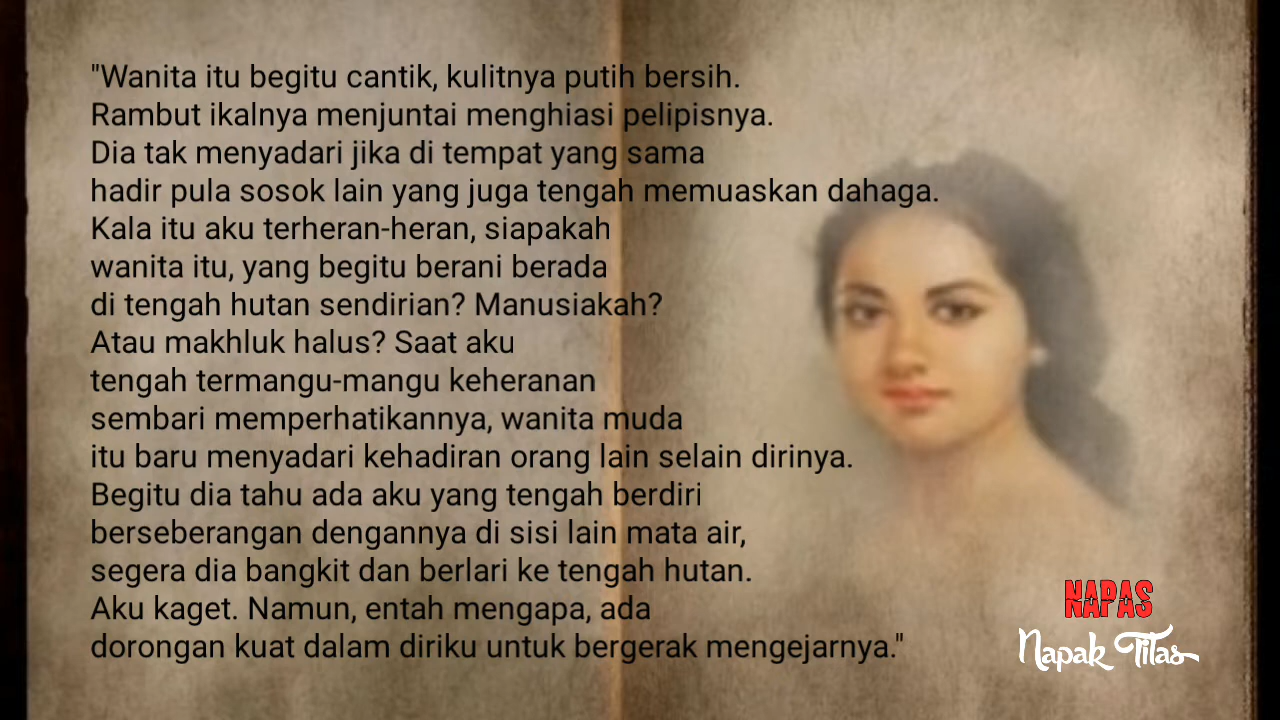 "Wanita itu begitu cantik, kulitnya putih bersih.
Rambut ikalnya menjuntai menghiasi pelipisnya.
Dia tak menyadari jika di tempat yang sama
hadir pula sosok lain yang juga tengah memuaskan dahaga.
Kala itu aku terheran-heran, siapakah
wanita itu, yang begitu berani berada
di tengah hutan sendirian? Manusiakah?
Atau makhluk halus? Saat aku
tengah termangu-mangu keheranan
sembari memperhatikannya, wanita muda
itu baru menyadari kehadiran orang lain selain dirinya.
Begitu dia tahu ada aku yang tengah berdiri
berseberangan dengannya di sisi lain mata air,
segera dia bangkit dan berlari ke tengah hutan.
Aku kaget. Namun, entah mengapa, ada
dorongan kuat dalam diriku untuk bergerak mengejarnya."
NAPAS
Napak Tilas